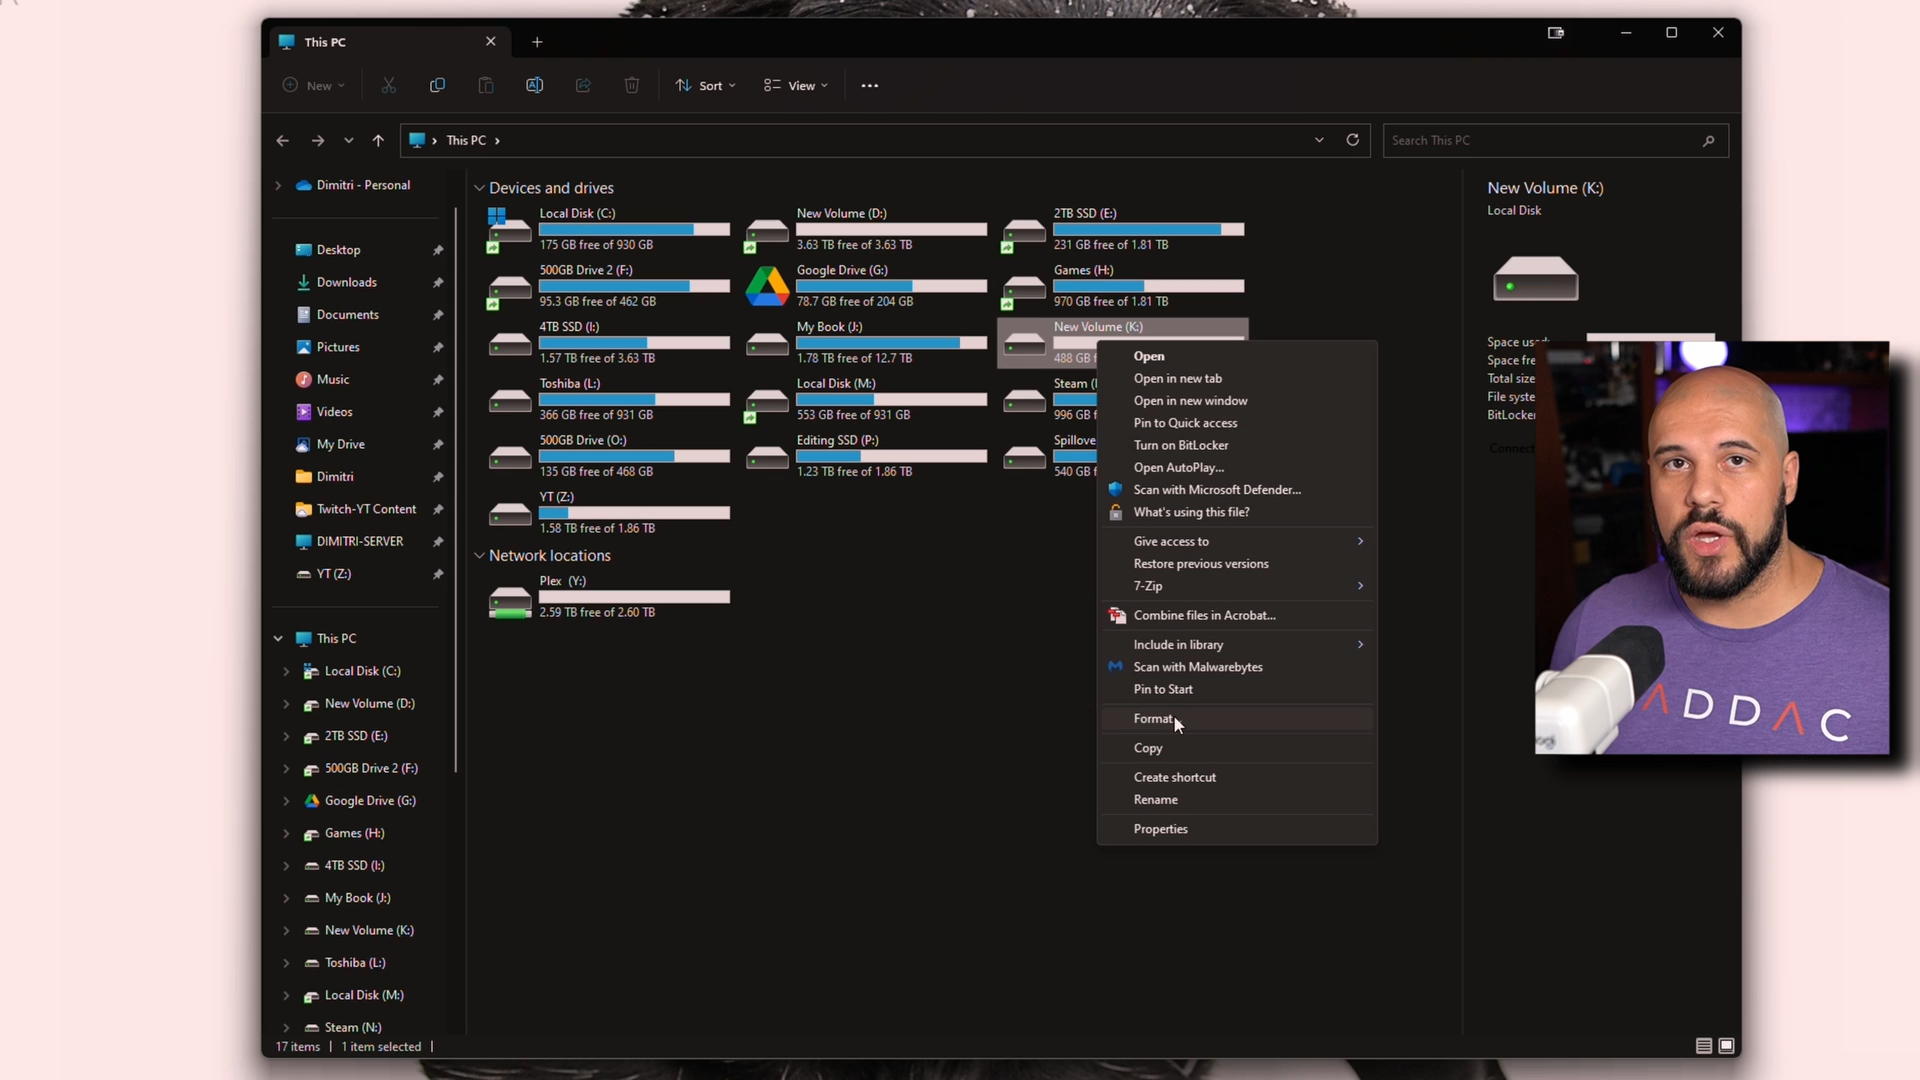 This PC
New
Sort
View
This PC
Search This PC
Dimitri - Personal
Desktop
Downloads
Documents
Pictures
Music
Videos
My Drive
Dimitri
Twitch-YT Content
DIMITRI-SERVER
YT (Z:)
This PC
Local Disk (C:)
New Volume (D:)
2TB SSD (E:)
500GB Drive 2 (F:)
Google Drive (G:)
Games (H:)
4TB SSD (I:)
My Book (J:)
New Volume (K:)
Toshiba (L:)
Local Disk (M:)
Steam (N:)
17 items
1 item selected
Devices and drives
Local Disk (C:)
175 GB free of 930 GB
New Volume (D:)
3.63 TB free of 3.63 TB
2TB SSD (E:)
231 GB free of 1.81 TB
500GB Drive 2 (F:)
95.3 GB free of 462 GB
Google Drive (G:)
78.7 GB free of 204 GB
Games (H:)
970 GB free of 1.81 TB
4TB SSD (I:)
1.57 TB free of 3.63 TB
My Book (J:)
1.78 TB free of 12.7 TB
New Volume (K:)
488 GB
Toshiba (L:)
366 GB free of 931 GB
Local Disk (M:)
553 GB free of 931 GB
Steam
996 GB
500GB Drive (O:)
135 GB free of 468 GB
Editing SSD (P:)
1.23 TB free of 1.86 TB
Spillove
540 GB
YT (Z:)
1.58 TB free of 1.86 TB
Network locations
Plex (Y:)
2.59 TB free of 2.60 TB
Open
Open in new tab
Open in new window
Pin to Quick access
Turn on BitLocker
Open AutoPlay...
Scan with Microsoft Defender...
What's using this file?
Give access to
Restore previous versions
7-Zip
Combine files in Acrobat...
Include in library
Scan with Malwarebytes
Pin to Start
Format...
Copy
Create shortcut
Rename
Properties
New Volume (K:)
Local Disk
Space used
Space fre
Total size
File syste
BitLocker
Connect
ADDAC